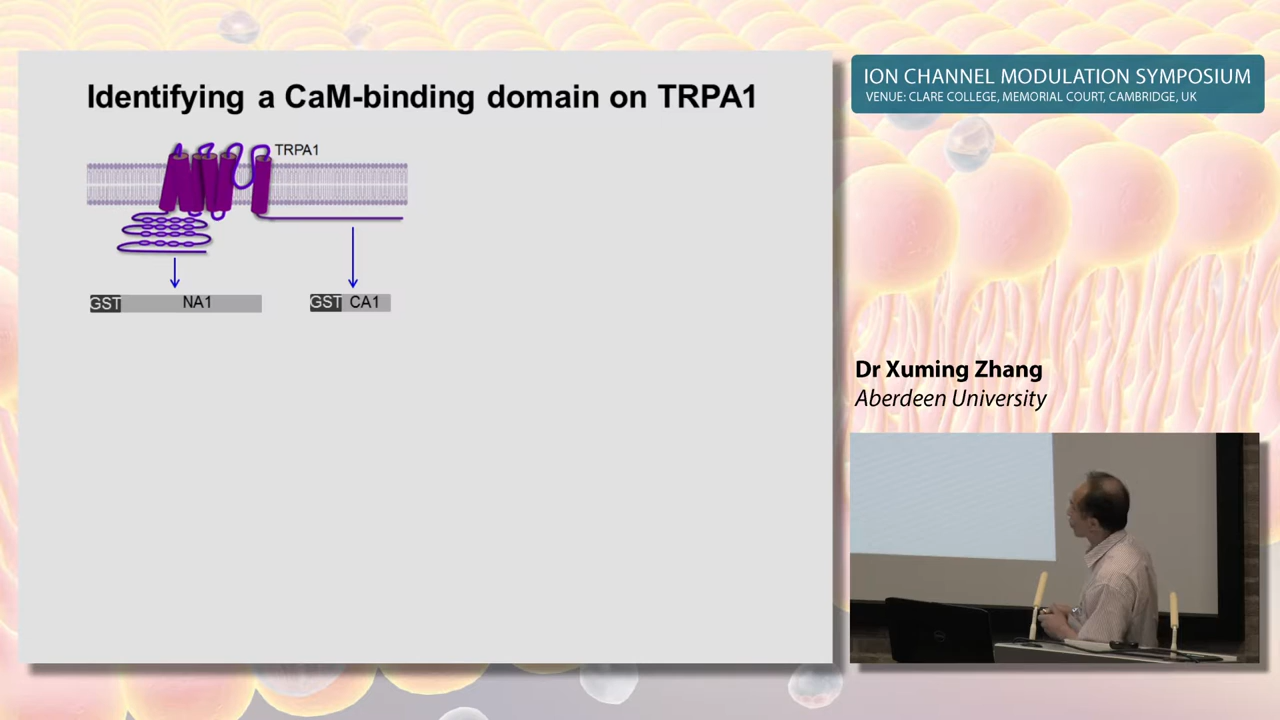 Identifying a CaM-binding domain on TRPA1
TRPA1
GST NA1
GST CA1
ION CHANNEL MODULATION SYMPOSIUM
VENUE: CLARE COLLEGE, MEMORIAL COURT, CAMBRIDGE, UK
Dr Xuming Zhang
Aberdeen University